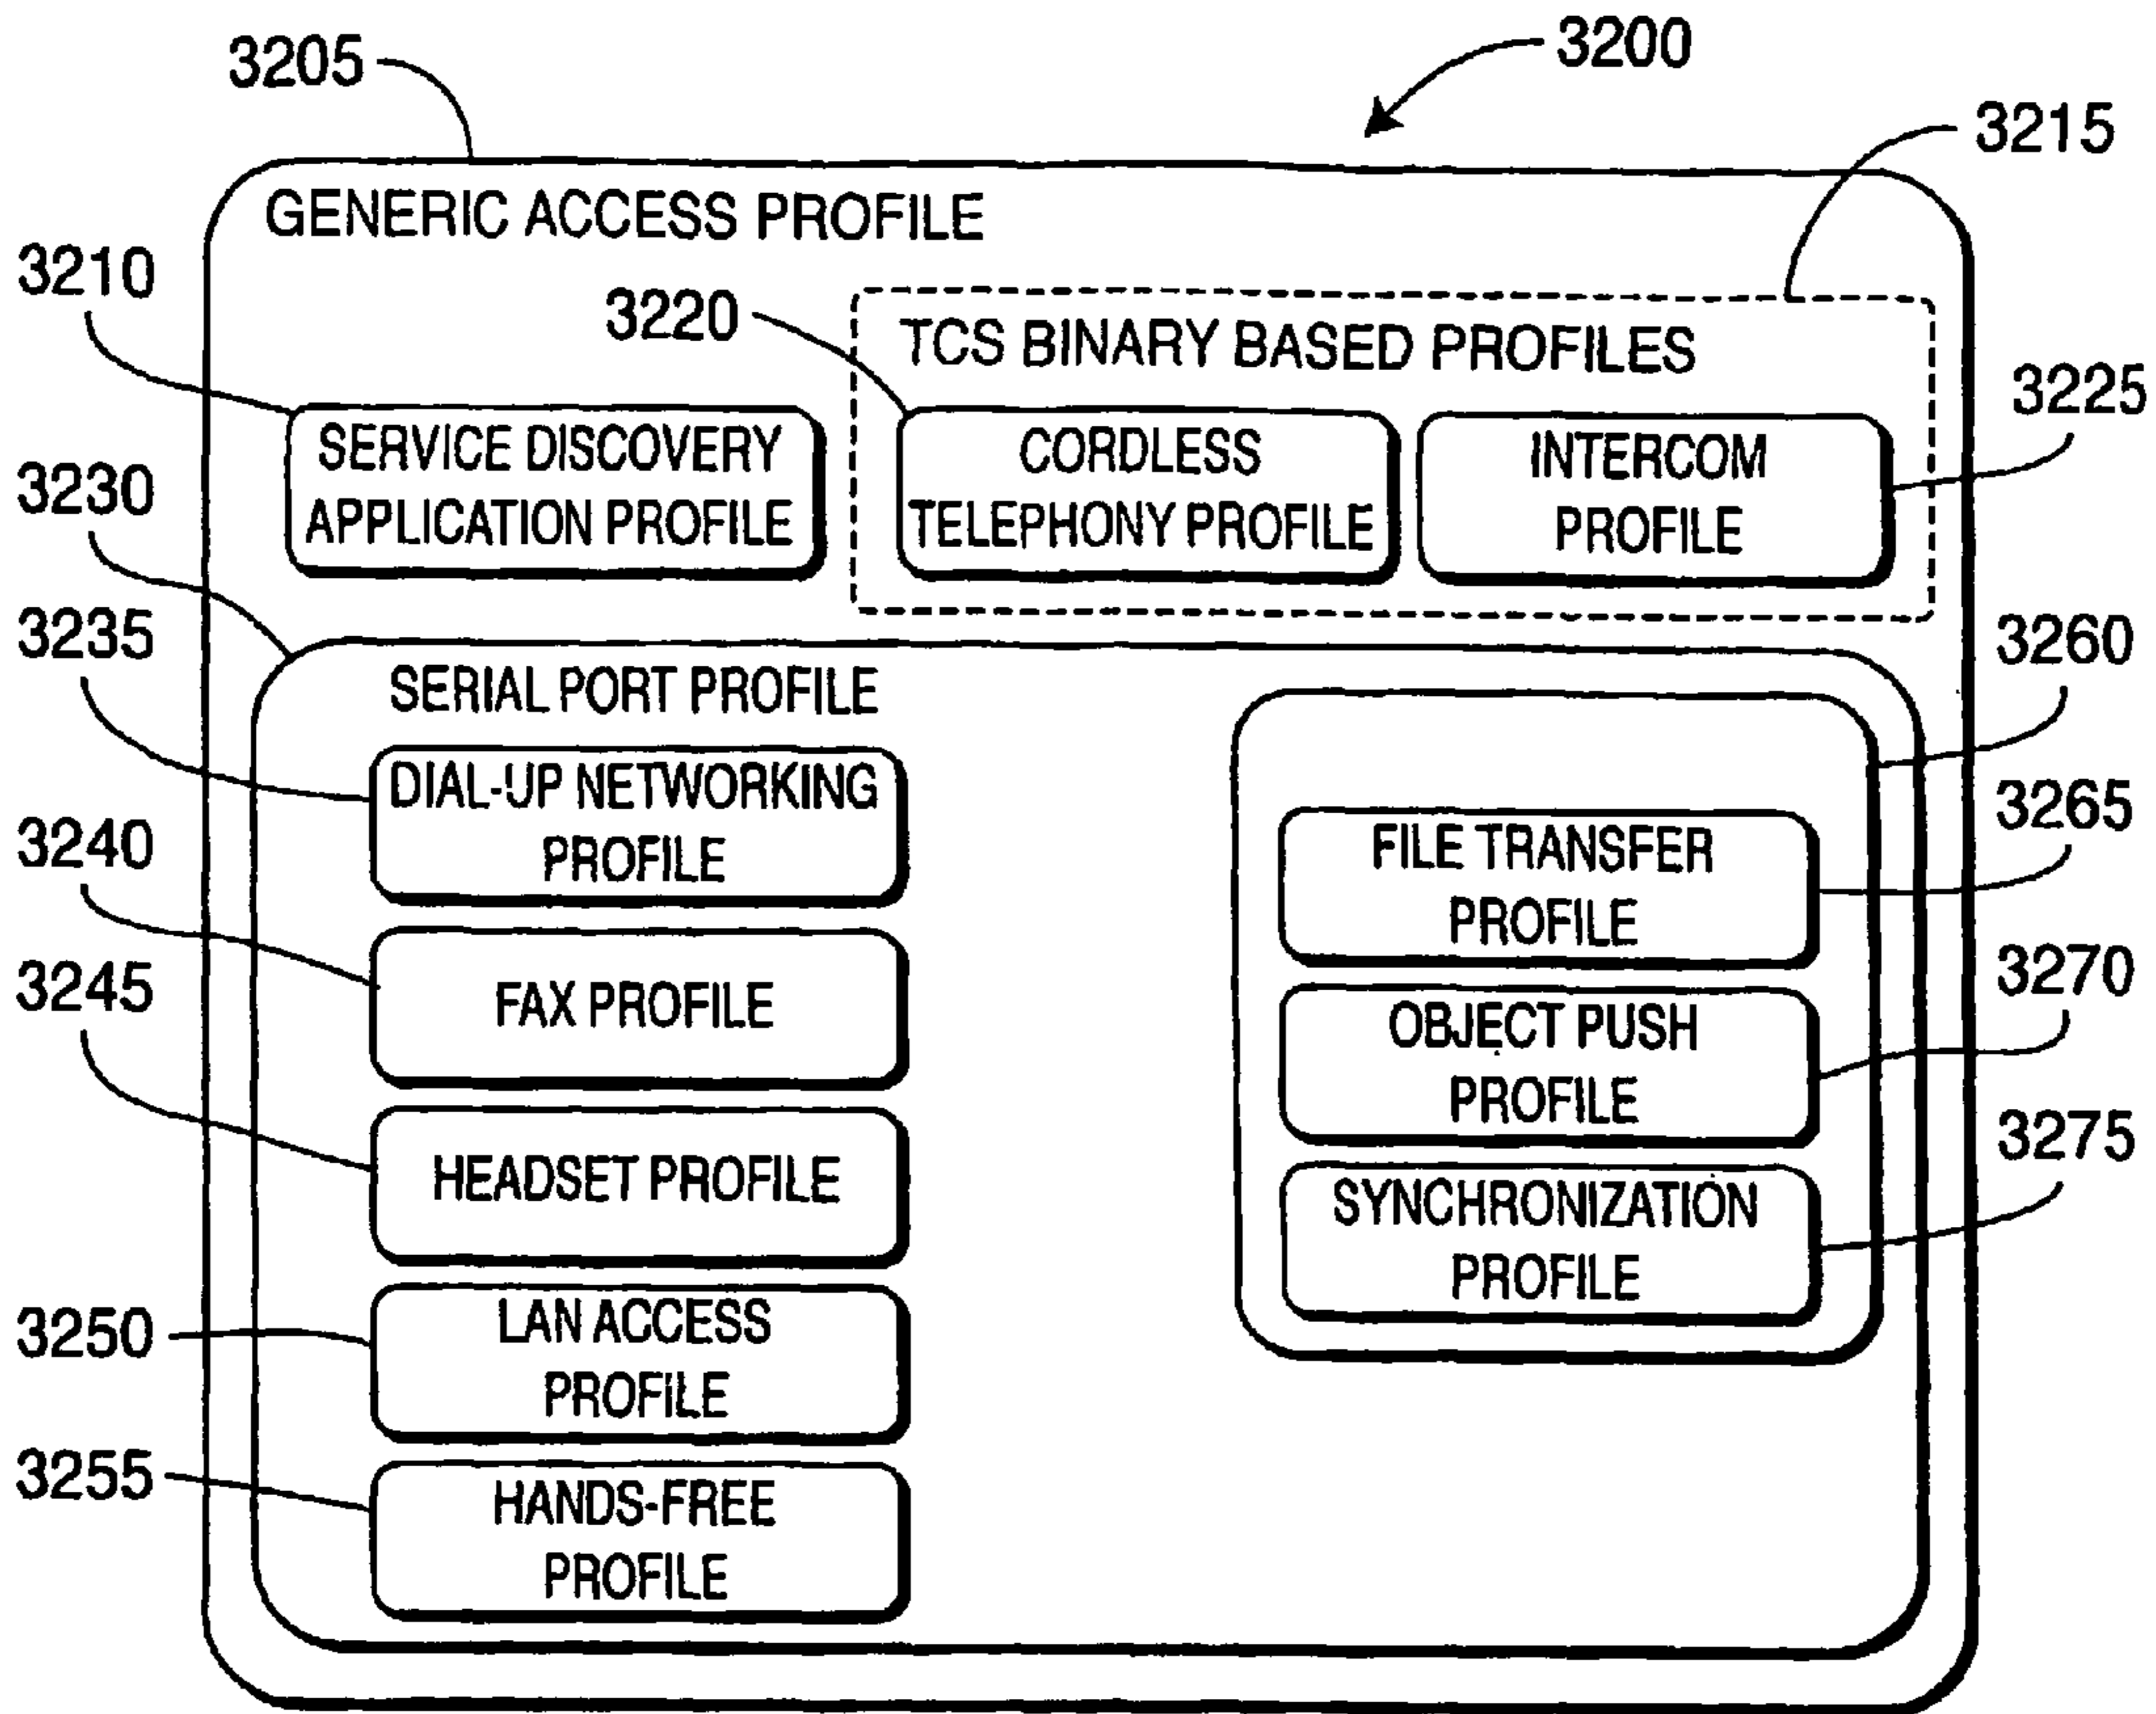 3200
3205
3215
GENERIC ACCESS PROFILE
3210
3220
TCS BINARY BASED PROFILES
3225
SERVICE DISCOVERY
APPLICATION PROFILE
CORDLESS
TELEPHONY PROFILE
INTERCOM
PROFILE
3230
3235
3260
SERIAL PORT PROFILE
DIAL-UP NETWORKING
PROFILE
3240
FAX PROFILE
3245
HEADSET PROFILE
3250
LAN ACCESS
PROFILE
3255
HANDS-FREE
PROFILE
3265
FILE TRANSFER
PROFILE
3270
OBJECT PUSH
PROFILE
3275
SYNCHRONIZATION
PROFILE